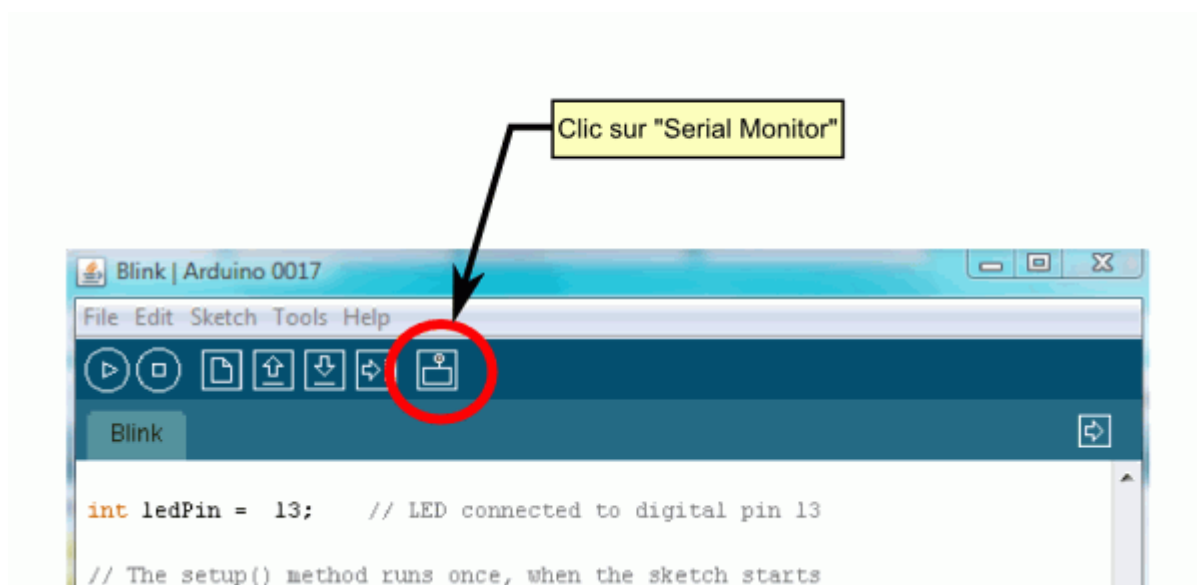 Clic sur "Serial Monitor"
Blink | Arduino 0017
File Edit Sketch Tools Help
Blink
int ledPin =  13;    // LED connected to digital pin 13
// The setup() method runs once, when the sketch starts